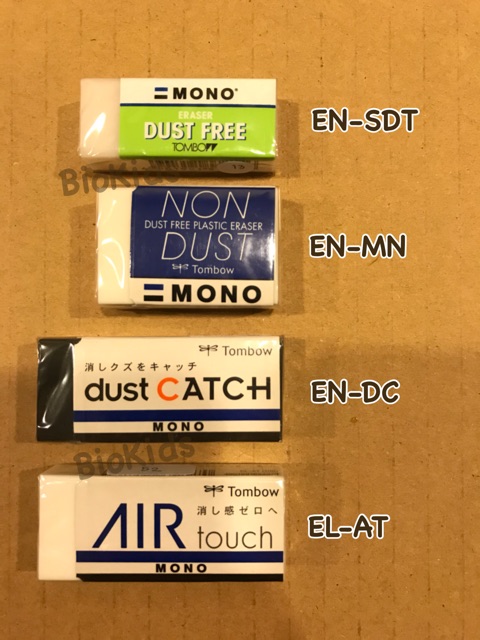 MONO®
ERASER
DUST FREE
TOMBOW
13
EN-SDT
BioKids
NON
DUST FREE PLASTIC ERASER
DUST
Tombow
MONO
EN-MN
Tombow
消しクズをキャッチ
dust CATCH
MONO
EN-DC
BioKids
Tombow
消し感ゼロへ
AIR touch
MONO
EL-AT